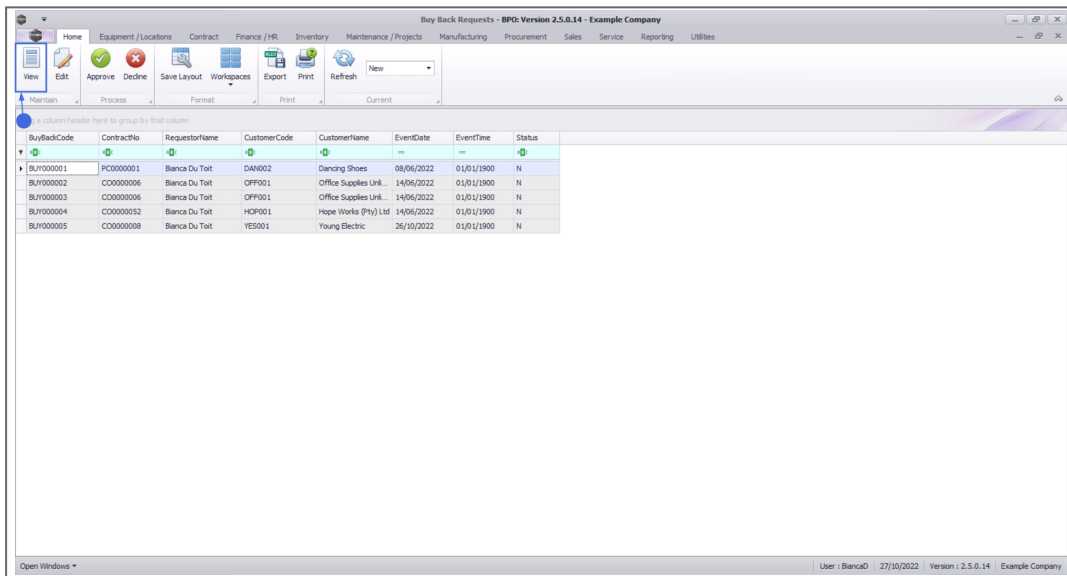 Buy Back Requests - BPO: Version 2.5.0.14 - Example Company
Home Equipment / Locations Contract Finance / HR Inventory Maintenance / Projects Manufacturing Procurement Sales Service Reporting Utilities
View Edit Approve Decline Save Layout Workspaces Export Print Refresh New
Maintain Process Format Print Current
a column header here to group by that column
BuyBackCode ContractNo RequestorName CustomerCode CustomerName EventDate EventTime Status
BUY000001 PC0000001 Bianca Du Toit DAN002 Dancing Shoes 08/06/2022 01/01/1900 N
BUY000002 CO0000006 Bianca Du Toit OFF001 Office Supplies Unli... 14/06/2022 01/01/1900 N
BUY000003 CO0000006 Bianca Du Toit OFF001 Office Supplies Unli... 14/06/2022 01/01/1900 N
BUY000004 CO0000052 Bianca Du Toit HOP001 Hope Works (Pty) Ltd 14/06/2022 01/01/1900 N
BUY000005 CO0000008 Bianca Du Toit YES001 Young Electric 26/10/2022 01/01/1900 N
Open Windows User : BiancaD 27/10/2022 Version : 2.5.0.14 Example Company